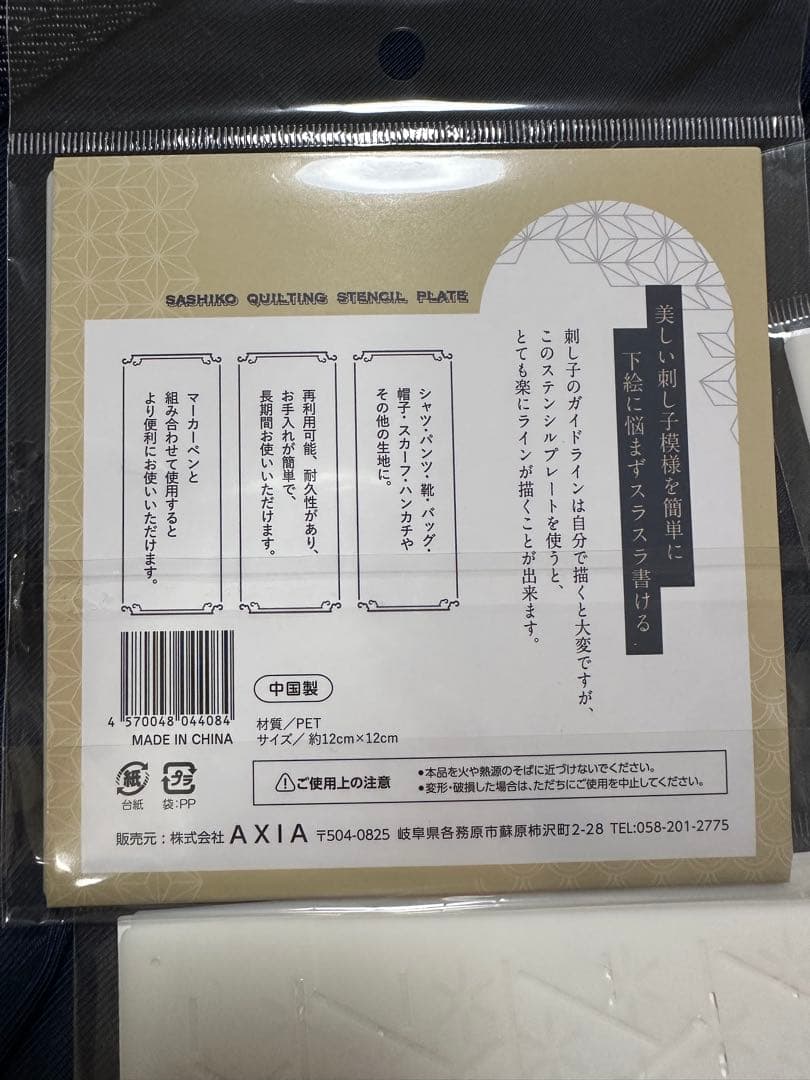 SASHIKO QUILTING STENCIL PLATE
美しい刺し子模様を簡単に
下絵に悩まずスラスラ書ける
刺し子のガイドラインは自分で描くと大変ですが、
このステンシルプレートを使うと、
とても楽にラインが描くことが出来ます。
シャツ・パンツ・靴・バッグ・
帽子・スカーフ・ハンカチや
その他の生地に。
再利用可能、耐久性があり、
お手入れが簡単で、
長期間お使いいただけます。
マーカーペンと
組み合わせて使用すると
より便利にお使いいただけます。
4 570048 044084
MADE IN CHINA
中国製
材質/PET
サイズ/ 約12cm×12cm
紙
台紙
プラ
袋:PP
ご使用上の注意
•本品を火や熱源のそばに近づけないでください。
•変形・破損した場合は、ただちにご使用を中止してください。
販売元:株式会社 AXIA 〒504-0825 岐阜県各務原市蘇原柿沢町2-28 TEL:058-201-2775